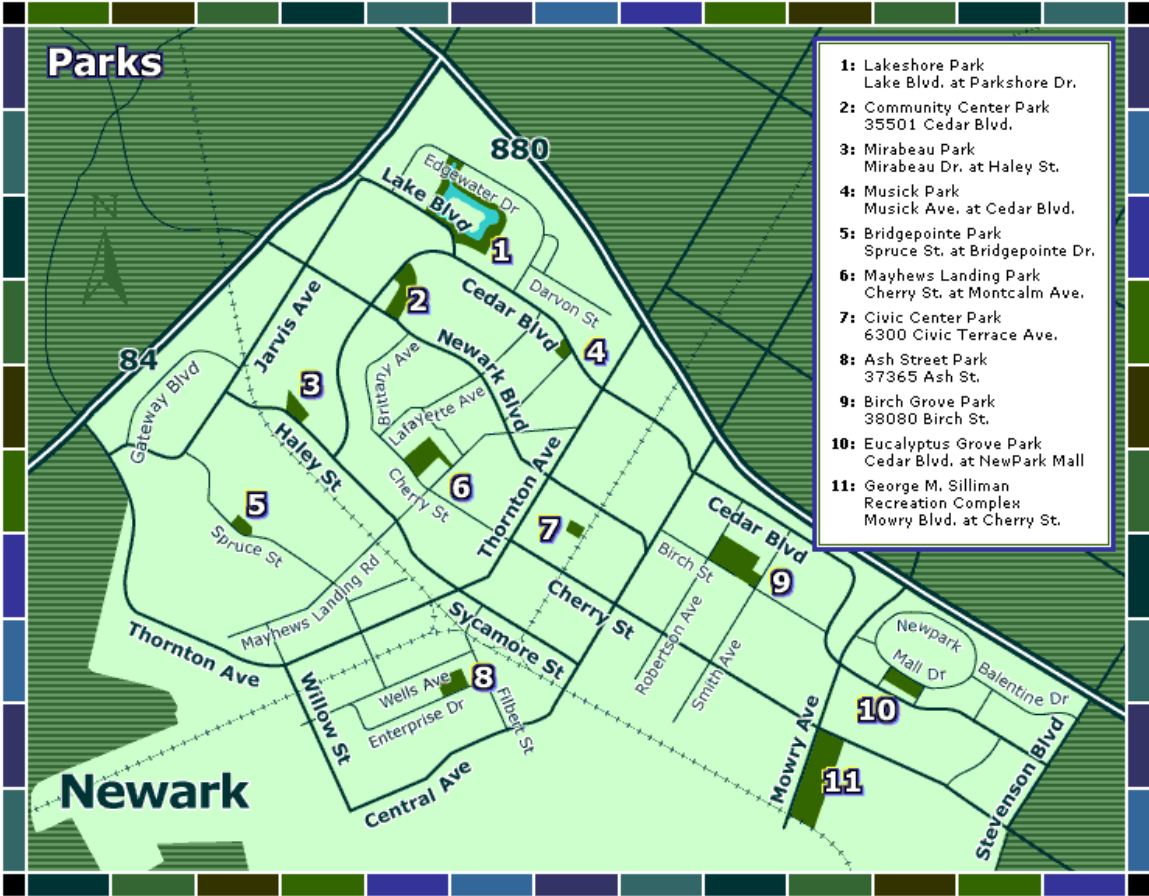 Parks
1: Lakeshore Park
Lake Blvd. at Parkshore Dr.
2: Community Center Park
35501 Cedar Blvd.
3: Mirabeau Park
Mirabeau Dr. at Haley St.
4: Musick Park
Musick Ave. at Cedar Blvd.
5: Bridgepointe Park
Spruce St. at Bridgepointe Dr.
6: Mayhews Landing Park
Cherry St. at Montcalm Ave.
7: Civic Center Park
6300 Civic Terrace Ave.
8: Ash Street Park
37365 Ash St.
9: Birch Grove Park
38080 Birch St.
10: Eucalyptus Grove Park
Cedar Blvd. at NewPark Mall
11: George M. Silliman
Recreation Complex
Mowry Blvd. at Cherry St.
880
Edgewater Dr
Lake Blvd
N
1
2
Cedar Blvd
Darvon St
Jarvis Ave
Newark Blvd
4
84
Gateway Blvd
3
Brittany Ave
Lafayette Ave
Haley St
Cherry St
6
Thornton Ave
5
Spruce St
7
Cedar Blvd
Birch St
9
Mayhews Landing Rd
Cherry St
Sycamore St
Robertson Ave
Smith Ave
Newpark
Mall Dr
Balentine Dr
Thornton Ave
Willow St
Wells Ave
8
Enterprise Dr
Filbert St
10
Mowry Ave
11
Stevenson Blvd
Newark
Central Ave